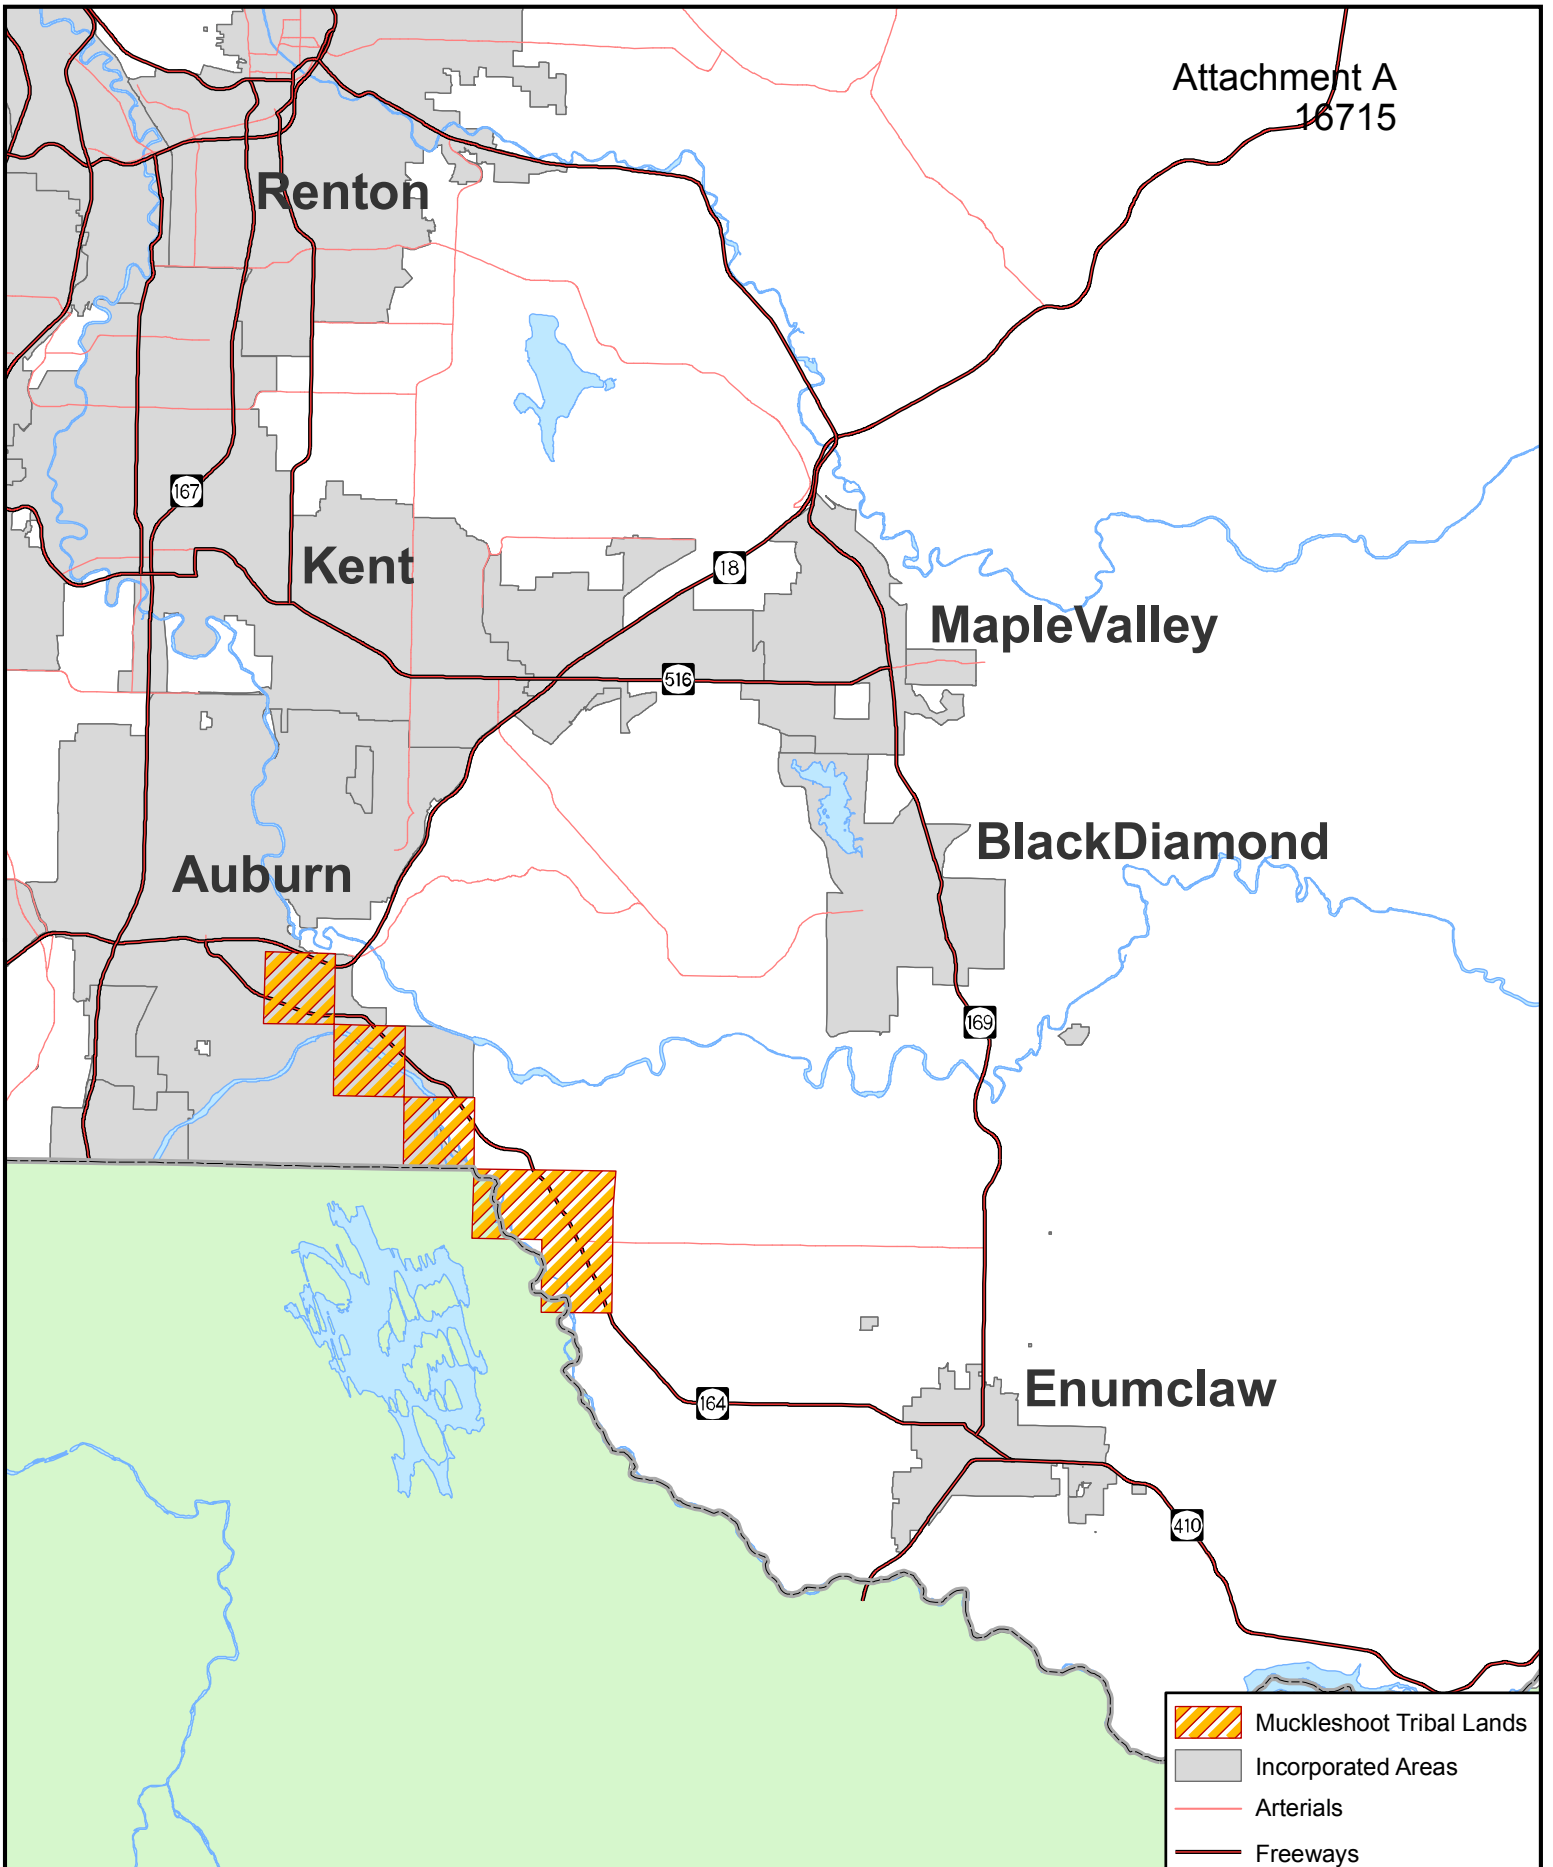 Attachment A
16715
Renton
167
Kent
18
MapleValley
516
BlackDiamond
Auburn
169
Enumclaw
164
410
Muckleshoot Tribal Lands
Incorporated Areas
Arterials
Freeways